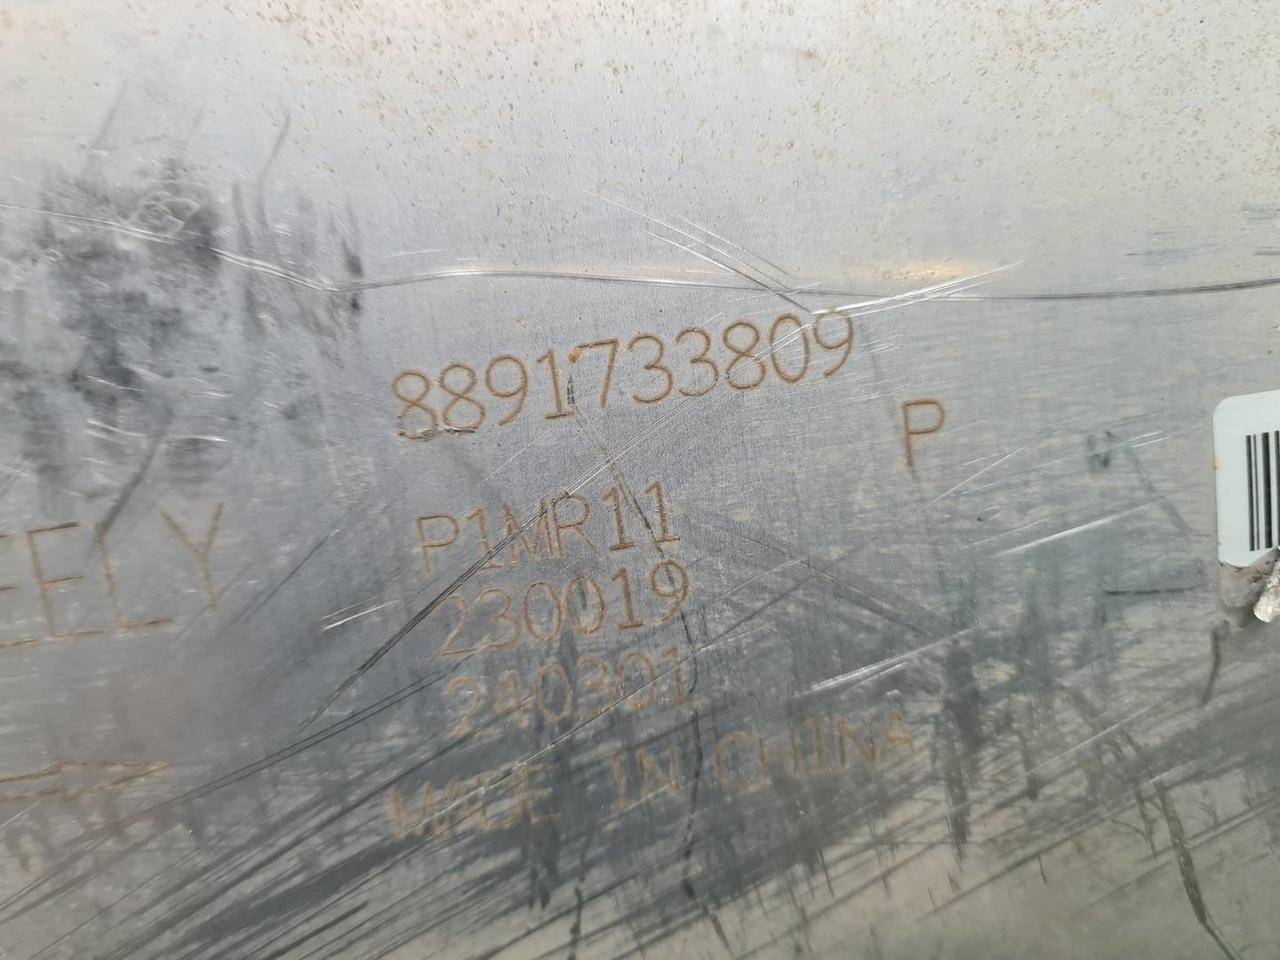 8891733809
P
EELY
P1MR11
230019
240301
MADE IN CHINA